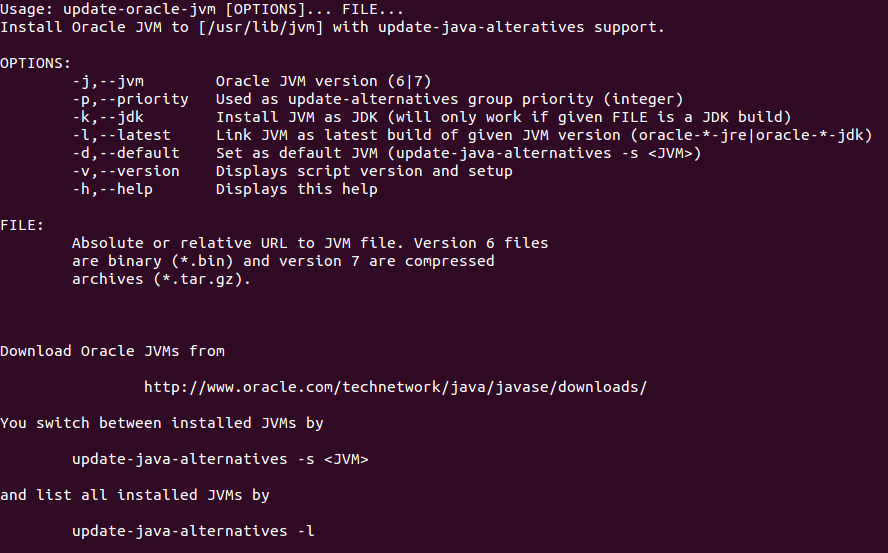 Usage: update-oracle-jvm [OPTIONS]... FILE...
Install Oracle JVM to [/usr/lib/jvm] with update-java-alteratives support.
OPTIONS:
-j,--jvm Oracle JVM version (6|7)
-p,--priority Used as update-alternatives group priority (integer)
-k,--jdk Install JVM as JDK (will only work if given FILE is a JDK build)
-l,--latest Link JVM as latest build of given JVM version (oracle-*-jre|oracle-*-jdk)
-d,--default Set as default JVM (update-java-alternatives -s <JVM>)
-v,--version Displays script version and setup
-h,--help Displays this help
FILE:
Absolute or relative URL to JVM file. Version 6 files
are binary (*.bin) and version 7 are compressed
archives (*.tar.gz).
Download Oracle JVMs from
http://www.oracle.com/technetwork/java/javase/downloads/
You switch between installed JVMs by
update-java-alternatives -s <JVM>
and list all installed JVMs by
update-java-alternatives -l